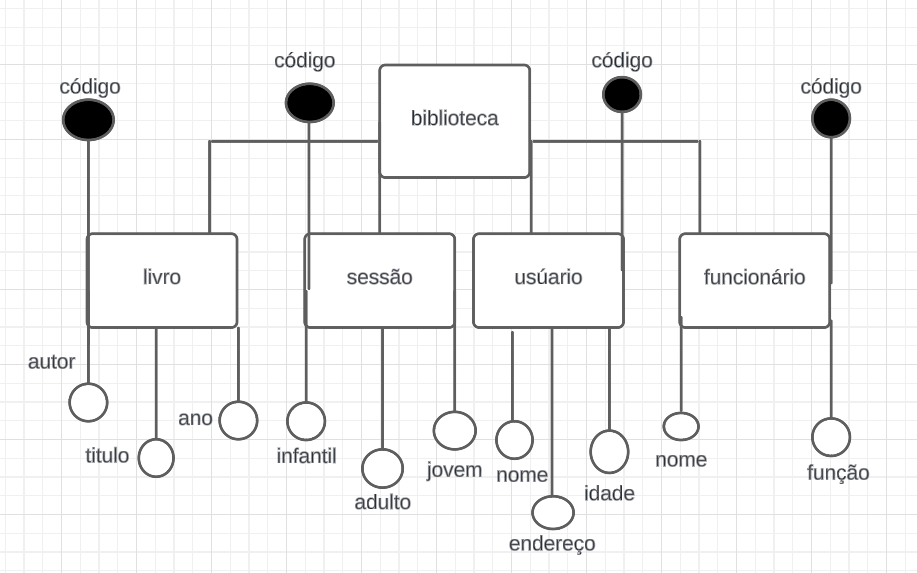 código
código
biblioteca
código
código
livro
sessão
usúario
funcionário
autor
titulo
ano
infantil
adulto
jovem
nome
endereço
idade
nome
função